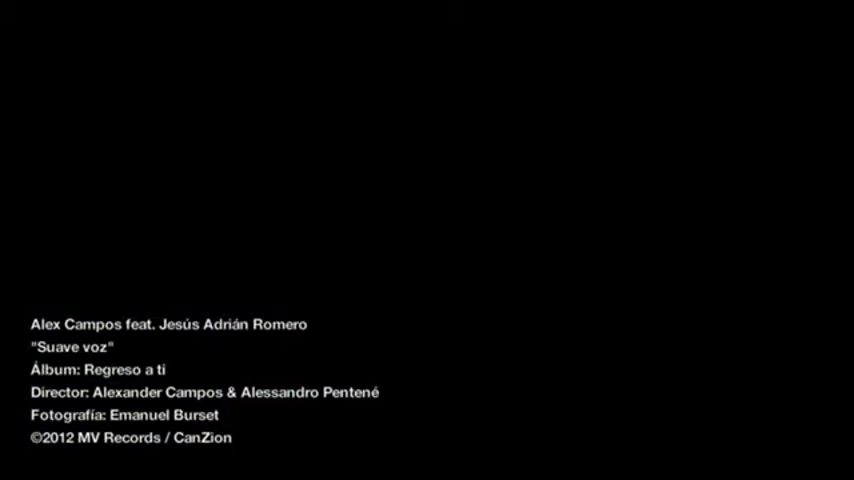 Alex Campos feat. Jesús Adrián Romero
"Suave voz"
Álbum: Regreso a ti
Director: Alexander Campos & Alessandro Pentené
Fotografía: Emanuel Burset
©2012 MV Records / CanZion